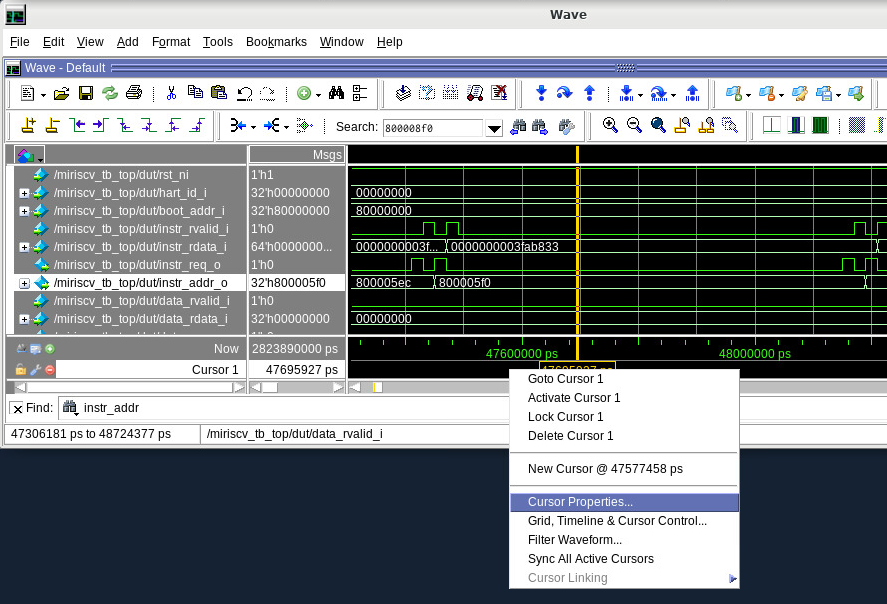 Wave
File Edit View Add Format Tools Bookmarks Window Help
Wave - Default
Search: 800008f0
Msgs
/miriscv_tb_top/dut/rst_ni 1'h1
/miriscv_tb_top/dut/hart_id_i 32'h00000000 00000000
/miriscv_tb_top/dut/boot_addr_i 32'h80000000 80000000
/miriscv_tb_top/dut/instr_rvalid_i 1'h0
/miriscv_tb_top/dut/instr_rdata_i 64'h0000000... 0000000003f... 0000000003fab833
/miriscv_tb_top/dut/instr_req_o 1'h0
/miriscv_tb_top/dut/instr_addr_o 32'h800005f0 800005ec 800005f0
/miriscv_tb_top/dut/data_rvalid_i 1'h0
/miriscv_tb_top/dut/data_rdata_i 32'h00000000 00000000
Now 2823890000 ps 47600000 ps 48000000 ps
Cursor 1 47695927 ps 47695927 ps
Find: instr_addr
47306181 ps to 48724377 ps /miriscv_tb_top/dut/data_rvalid_i
Goto Cursor 1
Activate Cursor 1
Lock Cursor 1
Delete Cursor 1
New Cursor @ 47577458 ps
Cursor Properties...
Grid, Timeline & Cursor Control...
Filter Waveform...
Sync All Active Cursors
Cursor Linking